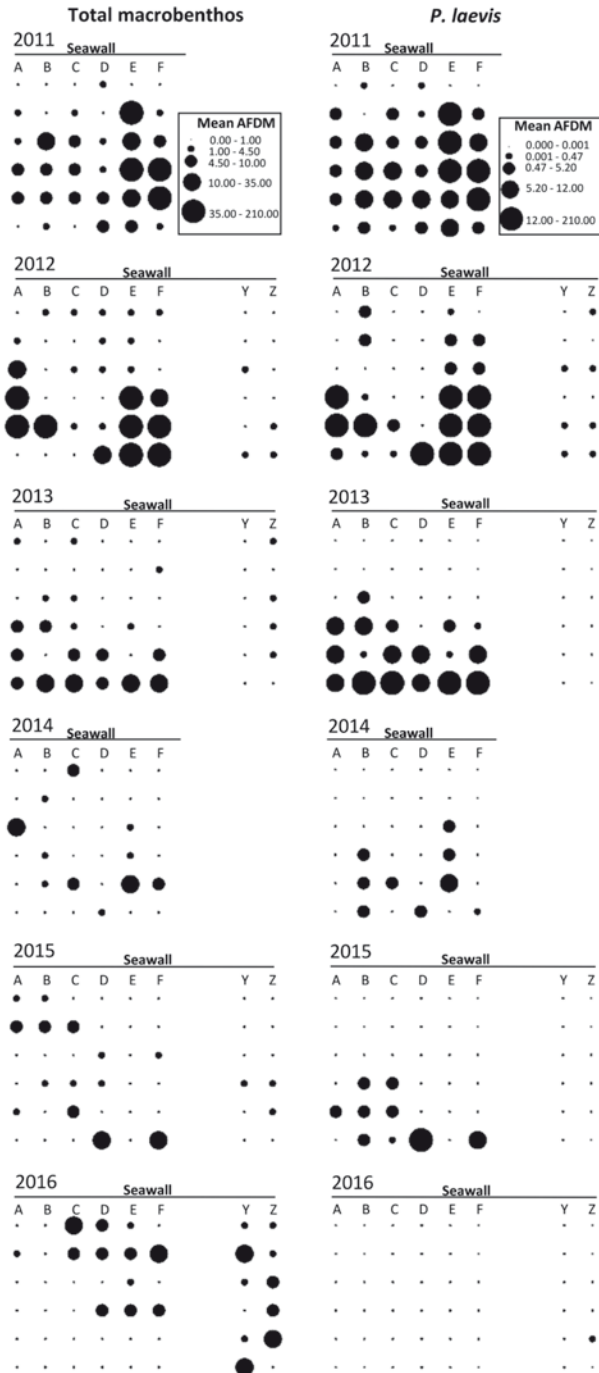 Total macrobenthos P. laevis
2011 Seawall
A B C D E F
Mean AFDM
0.00 - 1.00
1.00 - 4.50
4.50 - 10.00
10.00 - 35.00
35.00 - 210.00
2011 Seawall
A B C D E F
Mean AFDM
0.000 - 0.001
0.001 - 0.47
0.47 - 5.20
5.20 - 12.00
12.00 - 210.00
2012 Seawall
A B C D E F Y Z
2012 Seawall
A B C D E F Y Z
2013 Seawall
A B C D E F Y Z
2013 Seawall
A B C D E F Y Z
2014 Seawall
A B C D E F
2014 Seawall
A B C D E F
2015 Seawall
A B C D E F Y Z
2015 Seawall
A B C D E F Y Z
2016 Seawall
A B C D E F Y Z
2016 Seawall
A B C D E F Y Z